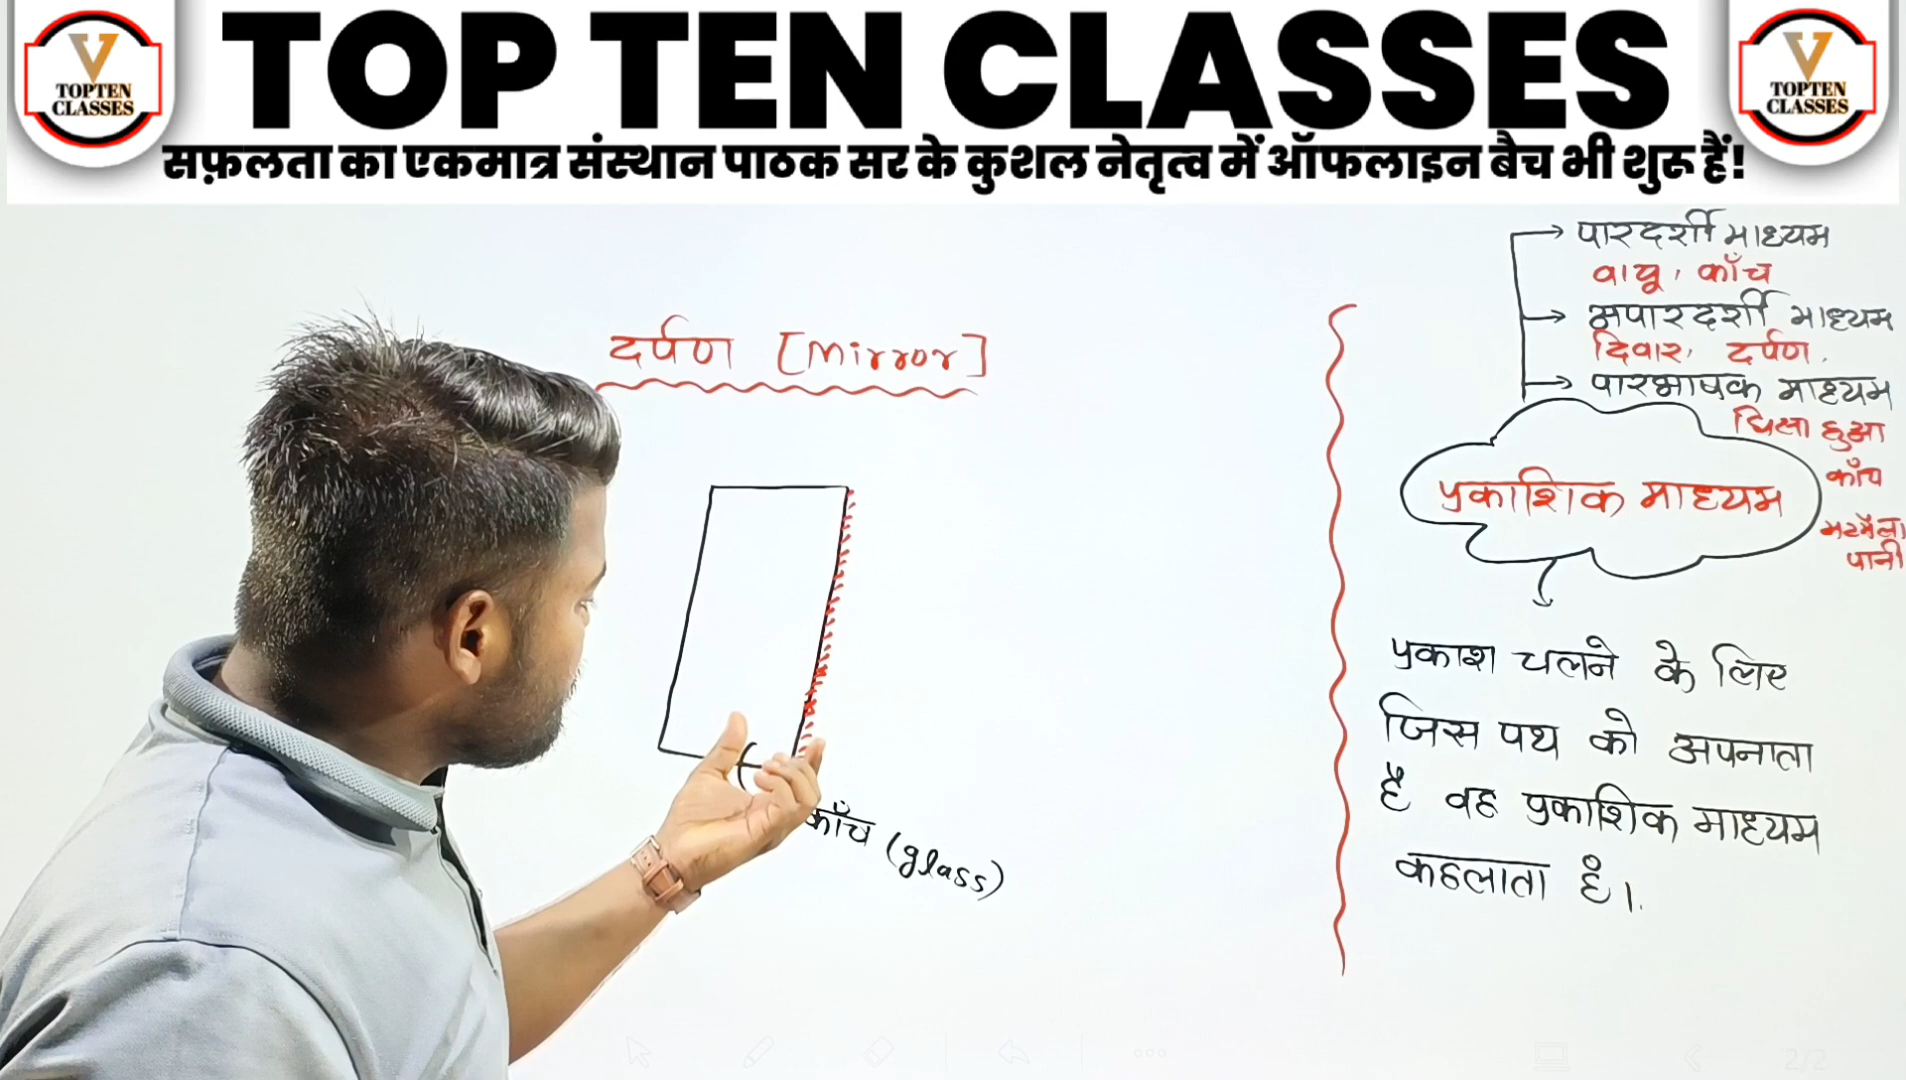 V
TOPTEN
CLASSES
TOP TEN CLASSES
V
TOPTEN
CLASSES
सफ़लता का एकमात्र संस्थान पाठक सर के कुशल नेतृत्व में ऑफलाइन बैच भी शुरू हैं!
दर्पण [Mirror]
काँच (glass)
पारदर्शी माध्यम
वायु, काँच
अपारदर्शी माध्यम
दिवार, दर्पण,
पारभाषक माध्यम
घिसा हुआ
काँच
मटमैला
पानी
प्रकाशिक माध्यम
प्रकाश चलने के लिए
जिस पथ को अपनाता
है वह प्रकाशिक माध्यम
कहलाता है।
2/2